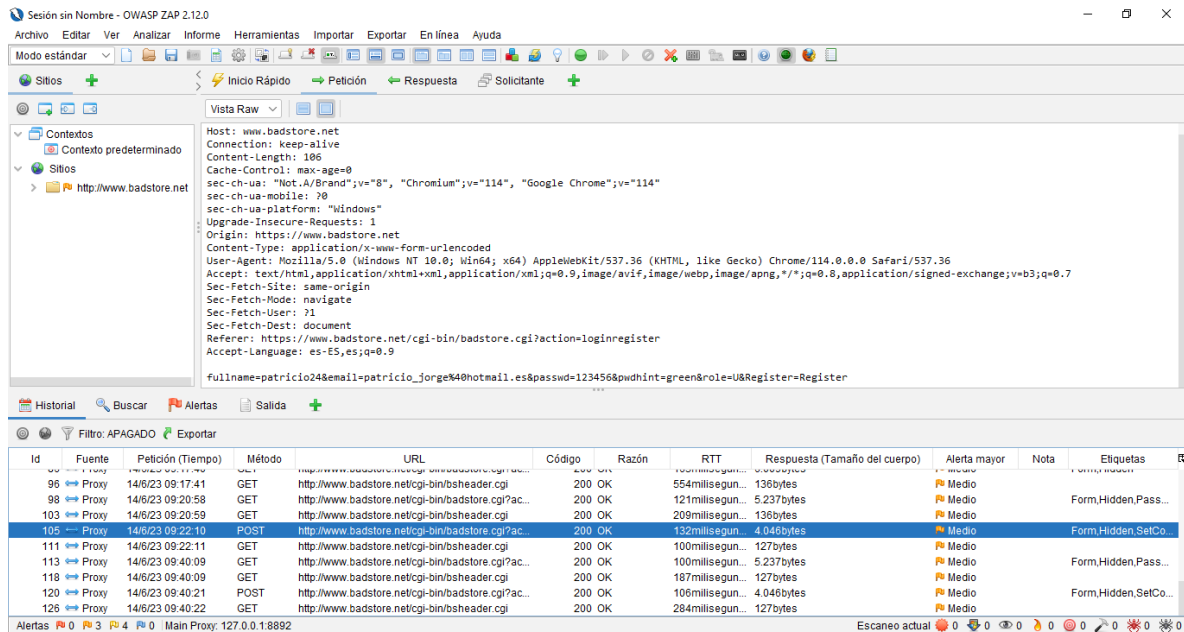 Sesión sin Nombre - OWASP ZAP 2.12.0
Archivo Editar Ver Analizar Informe Herramientas Importar Exportar En línea Ayuda
Modo estándar
Sitios
Inicio Rápido Petición Respuesta Solicitante
Vista Raw
Contextos
Contexto predeterminado
Sitios
http://www.badstore.net
Host: www.badstore.net
Connection: keep-alive
Content-Length: 106
Cache-Control: max-age=0
sec-ch-ua: "Not.A/Brand";v="8", "Chromium";v="114", "Google Chrome";v="114"
sec-ch-ua-mobile: ?0
sec-ch-ua-platform: "Windows"
Upgrade-Insecure-Requests: 1
Origin: https://www.badstore.net
Content-Type: application/x-www-form-urlencoded
User-Agent: Mozilla/5.0 (Windows NT 10.0; Win64; x64) AppleWebKit/537.36 (KHTML, like Gecko) Chrome/114.0.0.0 Safari/537.36
Accept: text/html,application/xhtml+xml,application/xml;q=0.9,image/avif,image/webp,image/apng,*/*;q=0.8,application/signed-exchange;v=b3;q=0.7
Sec-Fetch-Site: same-origin
Sec-Fetch-Mode: navigate
Sec-Fetch-User: ?1
Sec-Fetch-Dest: document
Referer: https://www.badstore.net/cgi-bin/badstore.cgi?action=loginregister
Accept-Language: es-ES,es;q=0.9
fullname=patricio24&email=patricio_jorge%40hotmail.es&passwd=123456&pwdhint=green&role=U&Register=Register
Historial Buscar Alertas Salida
Filtro: APAGADO Exportar
Id Fuente Petición (Tiempo) Método URL Código Razón RTT Respuesta (Tamaño del cuerpo) Alerta mayor Nota Etiquetas
96 Proxy 14/6/23 09:17:41 GET http://www.badstore.net/cgi-bin/bsheader.cgi 200 OK 554milisegun... 136bytes Medio
98 Proxy 14/6/23 09:20:58 GET http://www.badstore.net/cgi-bin/badstore.cgi?ac... 200 OK 121milisegun... 5.237bytes Medio Form,Hidden,Pass...
103 Proxy 14/6/23 09:20:59 GET http://www.badstore.net/cgi-bin/bsheader.cgi 200 OK 209milisegun... 136bytes Medio
105 Proxy 14/6/23 09:22:10 POST http://www.badstore.net/cgi-bin/badstore.cgi?ac... 200 OK 132milisegun... 4.046bytes Medio Form,Hidden,SetCo...
111 Proxy 14/6/23 09:22:11 GET http://www.badstore.net/cgi-bin/bsheader.cgi 200 OK 100milisegun... 127bytes Medio
113 Proxy 14/6/23 09:40:09 GET http://www.badstore.net/cgi-bin/badstore.cgi?ac... 200 OK 100milisegun... 5.237bytes Medio Form,Hidden,Pass...
118 Proxy 14/6/23 09:40:09 GET http://www.badstore.net/cgi-bin/bsheader.cgi 200 OK 187milisegun... 127bytes Medio
120 Proxy 14/6/23 09:40:21 POST http://www.badstore.net/cgi-bin/badstore.cgi?ac... 200 OK 106milisegun... 4.046bytes Medio Form,Hidden,SetCo...
126 Proxy 14/6/23 09:40:22 GET http://www.badstore.net/cgi-bin/bsheader.cgi 200 OK 284milisegun... 127bytes Medio
Alertas 0 3 4 0 Main Proxy: 127.0.0.1:8892 Escaneo actual 0 0 0 0 0 0 0 0